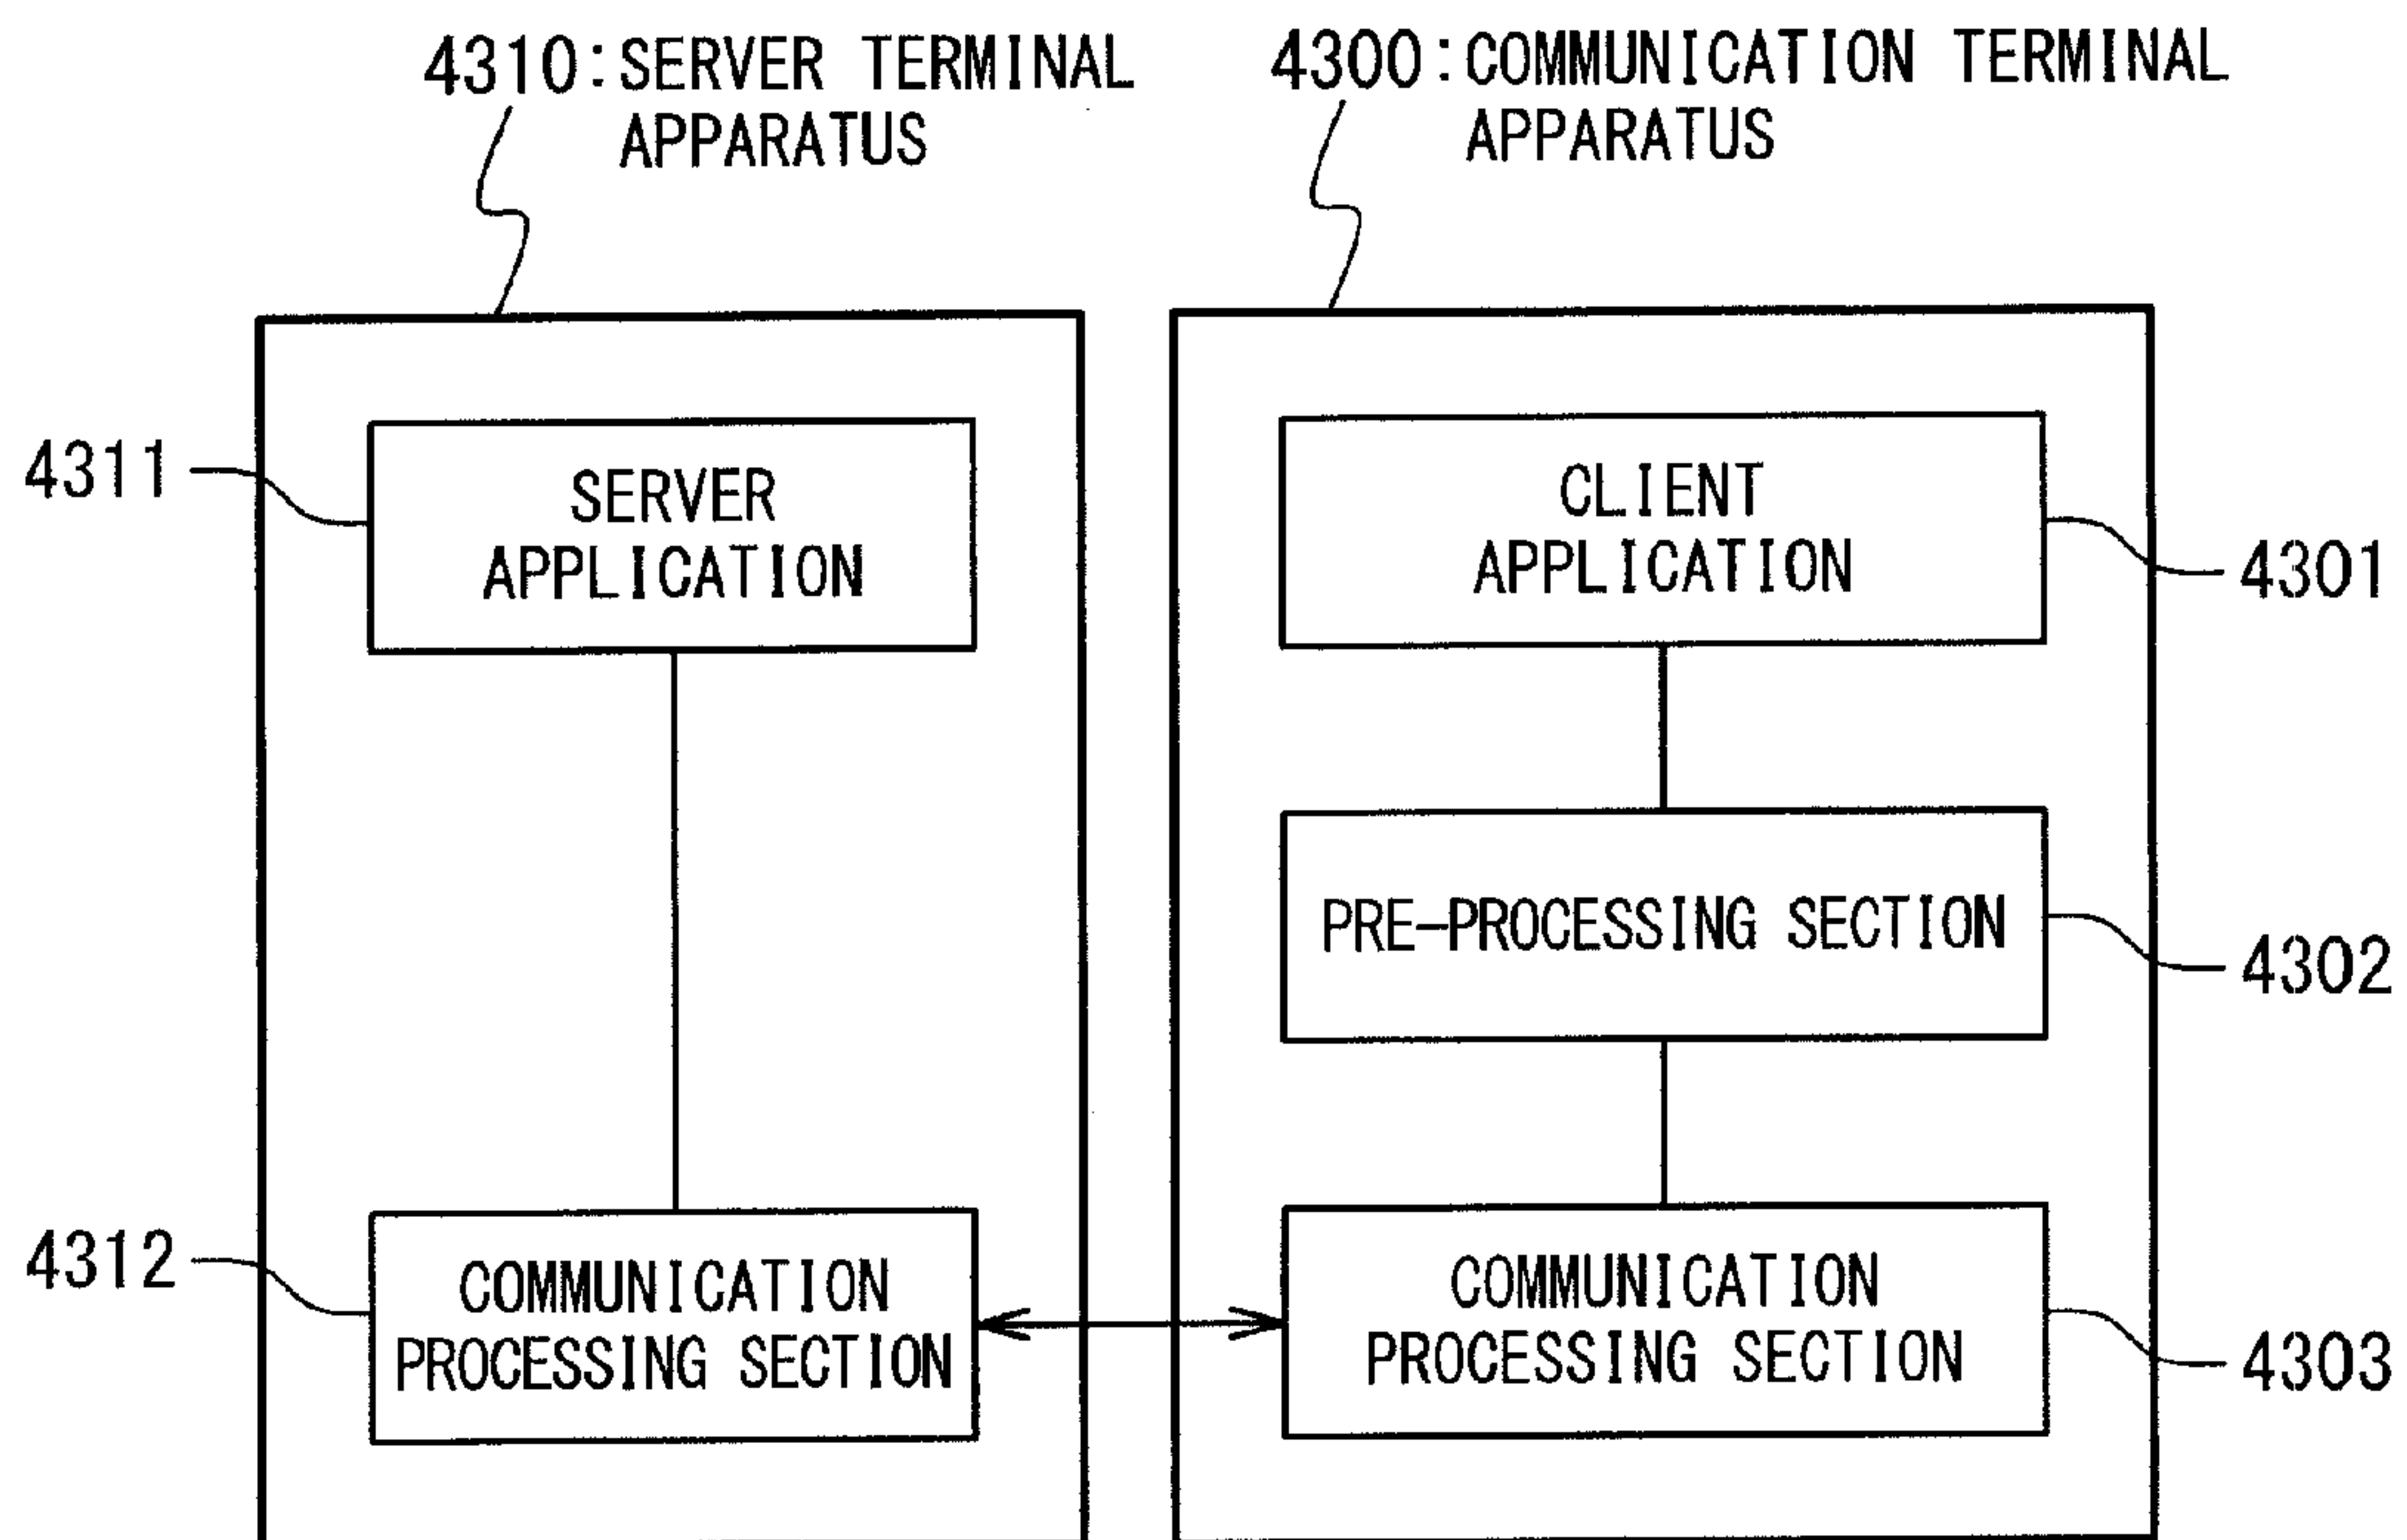 4310:SERVER TERMINAL
APPARATUS
4300:COMMUNICATION TERMINAL
APPARATUS
4311
SERVER
APPLICATION
4312
COMMUNICATION
PROCESSING SECTION
CLIENT
APPLICATION
4301
PRE-PROCESSING SECTION
4302
COMMUNICATION
PROCESSING SECTION
4303